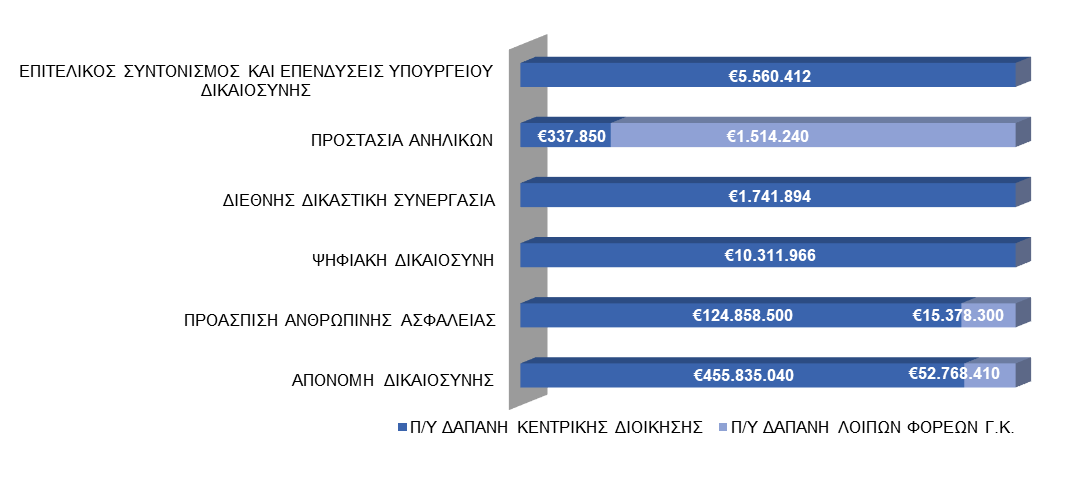 ΕΠΙΤΕΛΙΚΟΣ ΣΥΝΤΟΝΙΣΜΟΣ ΚΑΙ ΕΠΕΝΔΥΣΕΙΣ ΥΠΟΥΡΓΕΙΟΥ
ΔΙΚΑΙΟΣΥΝΗΣ
€5.560.412
ΠΡΟΣΤΑΣΙΑ ΑΝΗΛΙΚΩΝ
€337.850
€1.514.240
ΔΙΕΘΝΗΣ ΔΙΚΑΣΤΙΚΗ ΣΥΝΕΡΓΑΣΙΑ
€1.741.894
ΨΗΦΙΑΚΗ ΔΙΚΑΙΟΣΥΝΗ
€10.311.966
ΠΡΟΑΣΠΙΣΗ ΑΝΘΡΩΠΙΝΗΣ ΑΣΦΑΛΕΙΑΣ
€124.858.500
€15.378.300
ΑΠΟΝΟΜΗ ΔΙΚΑΙΟΣΥΝΗΣ
€455.835.040
€52.768.410
Π/Υ ΔΑΠΑΝΗ ΚΕΝΤΡΙΚΗΣ ΔΙΟΙΚΗΣΗΣ
Π/Υ ΔΑΠΑΝΗ ΛΟΙΠΩΝ ΦΟΡΕΩΝ Γ.Κ.